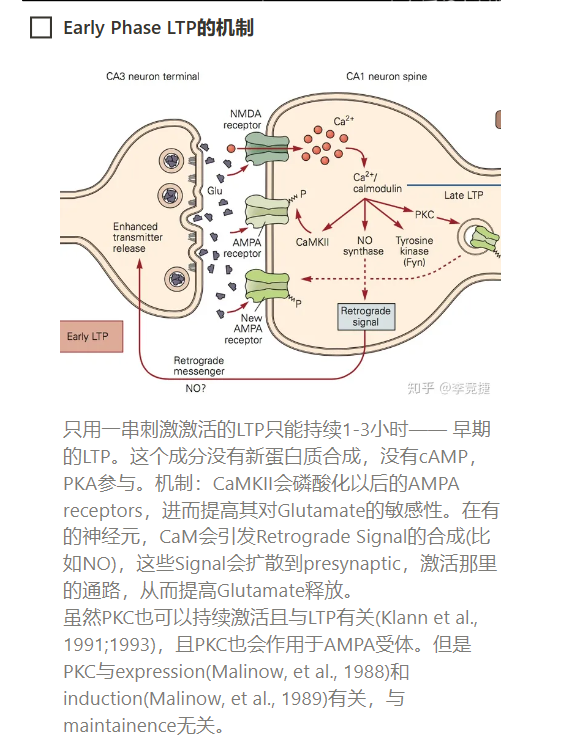 Early Phase LTP的机制
CA3 neuron terminal
CA1 neuron spine
NMDA
receptor
Ca²⁺
Glu
Ca²⁺/
calmodulin
P
Late LTP
PKC
Enhanced
transmitter
release
AMPA
receptor
CaMKII
NO
synthase
Tyrosine
kinase
(Fyn)
P
New
AMPA
receptor
Retrograde
signal
Early LTP
Retrograde
messenger
NO?
知乎 @李竞捷
只用一串刺激激活的LTP只能持续1-3小时—— 早期
的LTP。这个成分没有新蛋白质合成，没有cAMP，
PKA参与。机制：CaMKII会磷酸化以后的AMPA
receptors，进而提高其对Glutamate的敏感性。在有
的神经元，CaM会引发Retrograde Signal的合成(比
如NO)，这些Signal会扩散到presynaptic，激活那里
的通路，从而提高Glutamate释放。
虽然PKC也可以持续激活且与LTP有关(Klann et al.,
1991;1993)，且PKC也会作用于AMPA受体。但是
PKC与expression(Malinow, et al., 1988)和
induction(Malinow, et al., 1989)有关，与
maintainence无关。